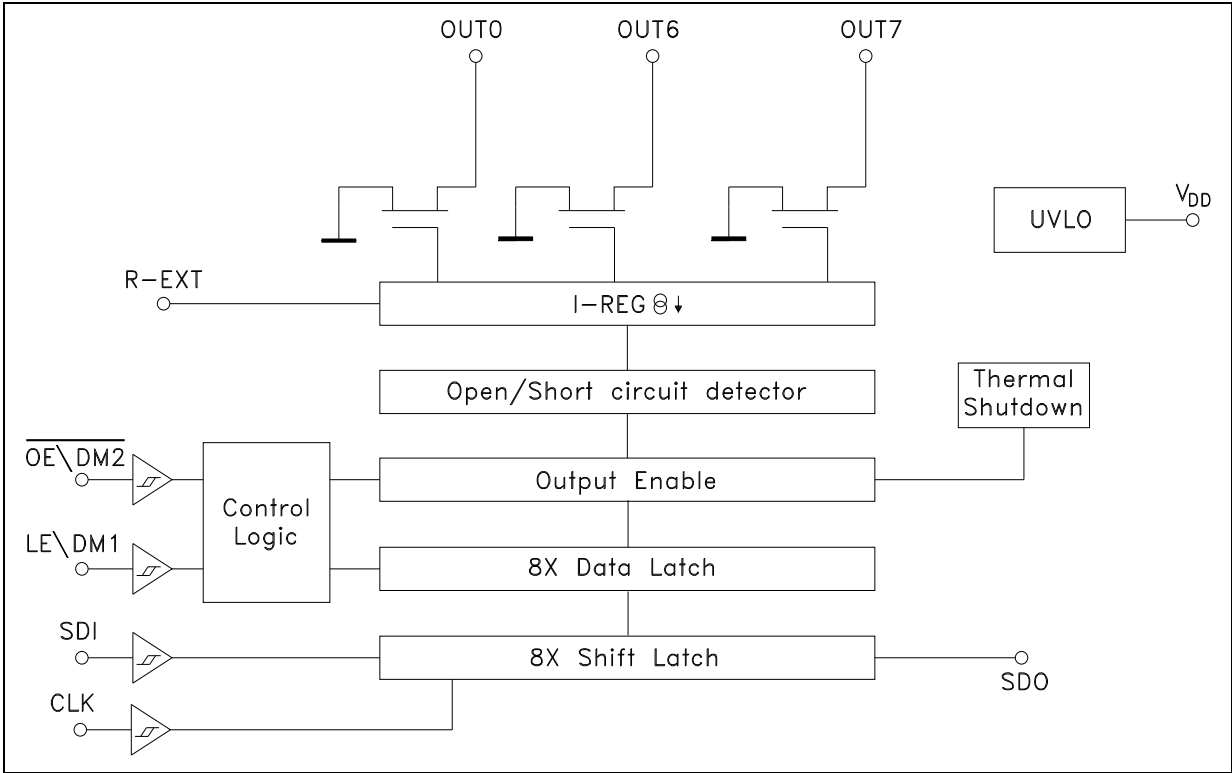 OUT0
OUT6
OUT7
UVLO
VDD
R-EXT
I-REG
Open/Short circuit detector
Thermal
Shutdown
OE\DM2
Output Enable
Control
Logic
LE\DM1
8X Data Latch
SDI
8X Shift Latch
SDO
CLK